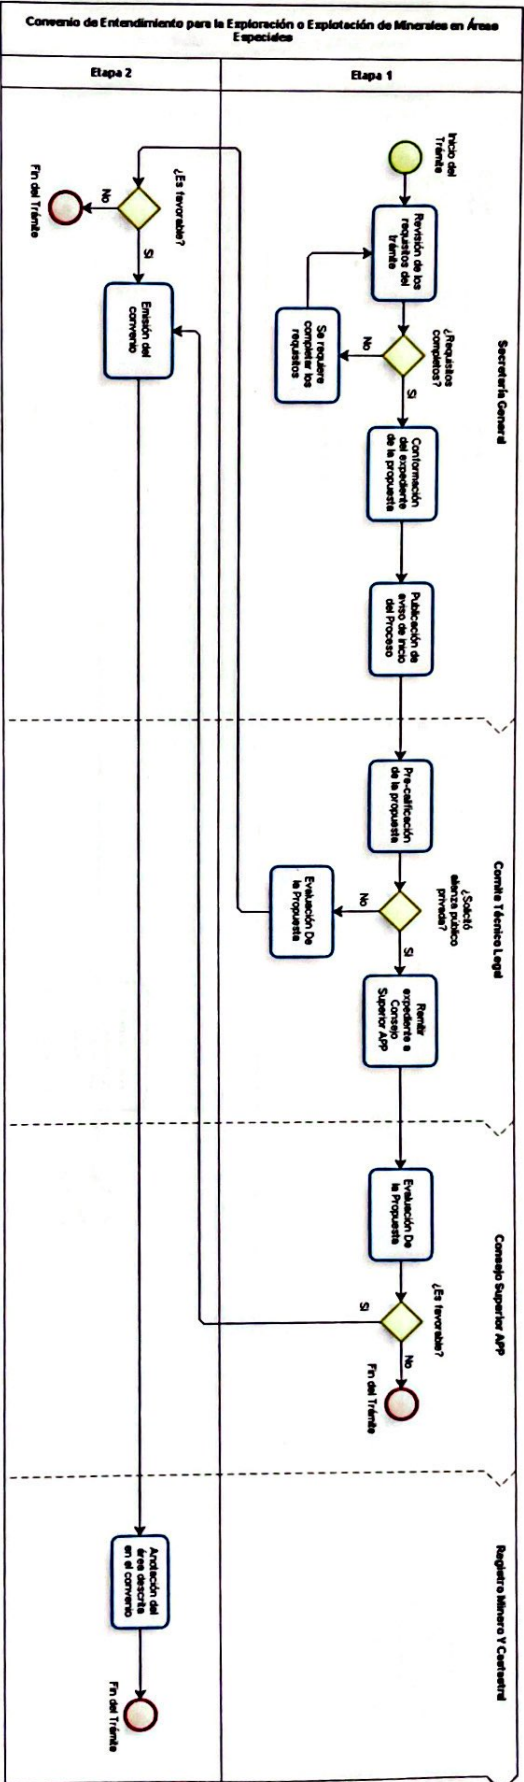 Convenio de Entendimiento para la Exploración o Explotación de Minerales en Áreas
Especiales
Etapa 2
Etapa 1
Secretaría General
Inicio del
Trámite
Revisión de los
requisitos del
trámite
¿Requisitos
completos?
No
Se requiere
completar los
requisitos
SI
Conformación
del expediente
de la propuesta
Publicación de
aviso de inicio
del Proceso
Comite Técnico Legal
Pre-calificación
de la propuesta
¿Solicitó
alianza público
privada?
No
Evaluación De
la Propuesta
SI
Remitir
expediente a
Consejo
Superior APP
Consejo Superior APP
Evaluación De
la Propuesta
¿Es favorable?
SI
No
Fin del Trámite
Registro Minero Y Castastral
¿Es favorable?
No
Fin del Trámite
SI
Emisión del
convenio
Anotación del
área descrita
en el convenio
Fin del Trámite